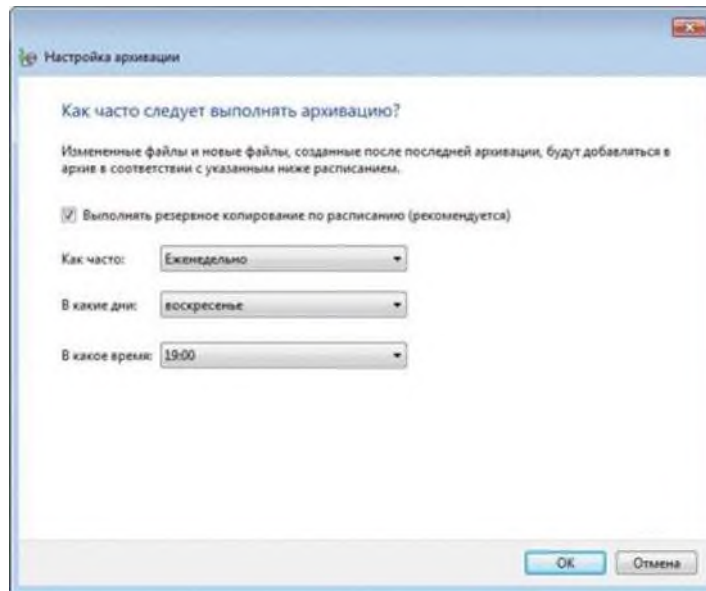 Настройка архивации
Как часто следует выполнять архивацию?
Измененные файлы и новые файлы, созданные после последней архивации, будут добавляться в
архив в соответствии с указанным ниже расписанием.
Выполнять резервное копирование по расписанию (рекомендуется)
Как часто: Еженедельно
В какие дни: воскресенье
В какое время: 19:00
ОК Отмена